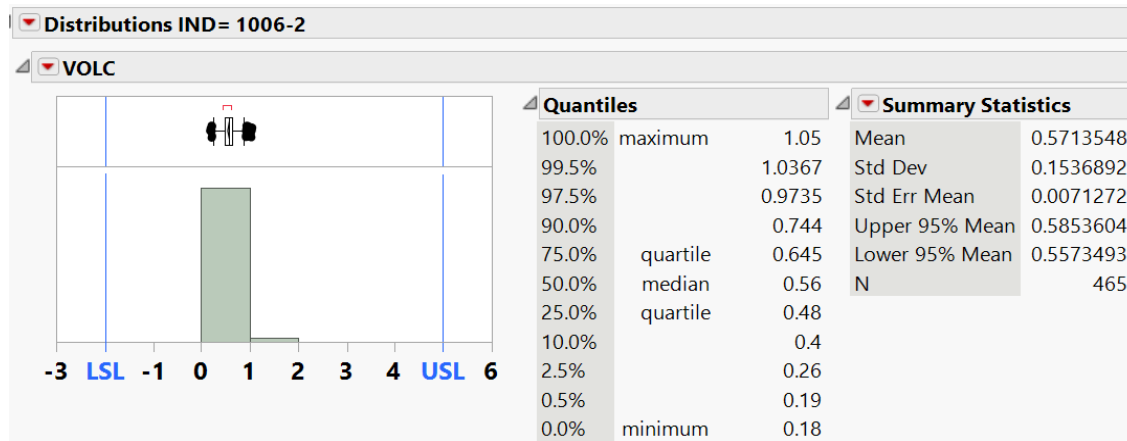 Distributions IND= 1006-2
VOLC
-3 LSL -1 0 1 2 3 4 USL 6
Quantiles
100.0% maximum 1.05
99.5% 1.0367
97.5% 0.9735
90.0% 0.744
75.0% quartile 0.645
50.0% median 0.56
25.0% quartile 0.48
10.0% 0.4
2.5% 0.26
0.5% 0.19
0.0% minimum 0.18
Summary Statistics
Mean 0.5713548
Std Dev 0.1536892
Std Err Mean 0.0071272
Upper 95% Mean 0.5853604
Lower 95% Mean 0.5573493
N 465